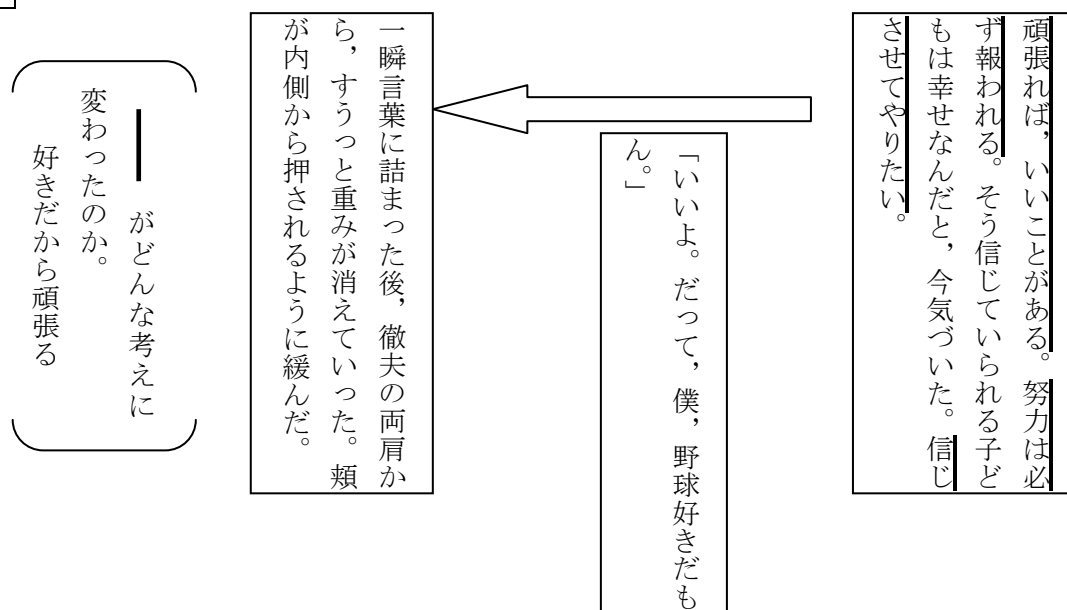 頑張れば,いいことがある。努力は必
ず報われる。そう信じていられる子ど
もは幸せなんだと,今気づいた。信じ
させてやりたい。
「いいよ。だって,僕,野球好きだも
ん。」
一瞬言葉に詰まった後,徹夫の両肩か
ら,すうっと重みが消えていった。頬
が内側から押されるように緩んだ。
がどんな考えに
変わったのか。
好きだから頑張る